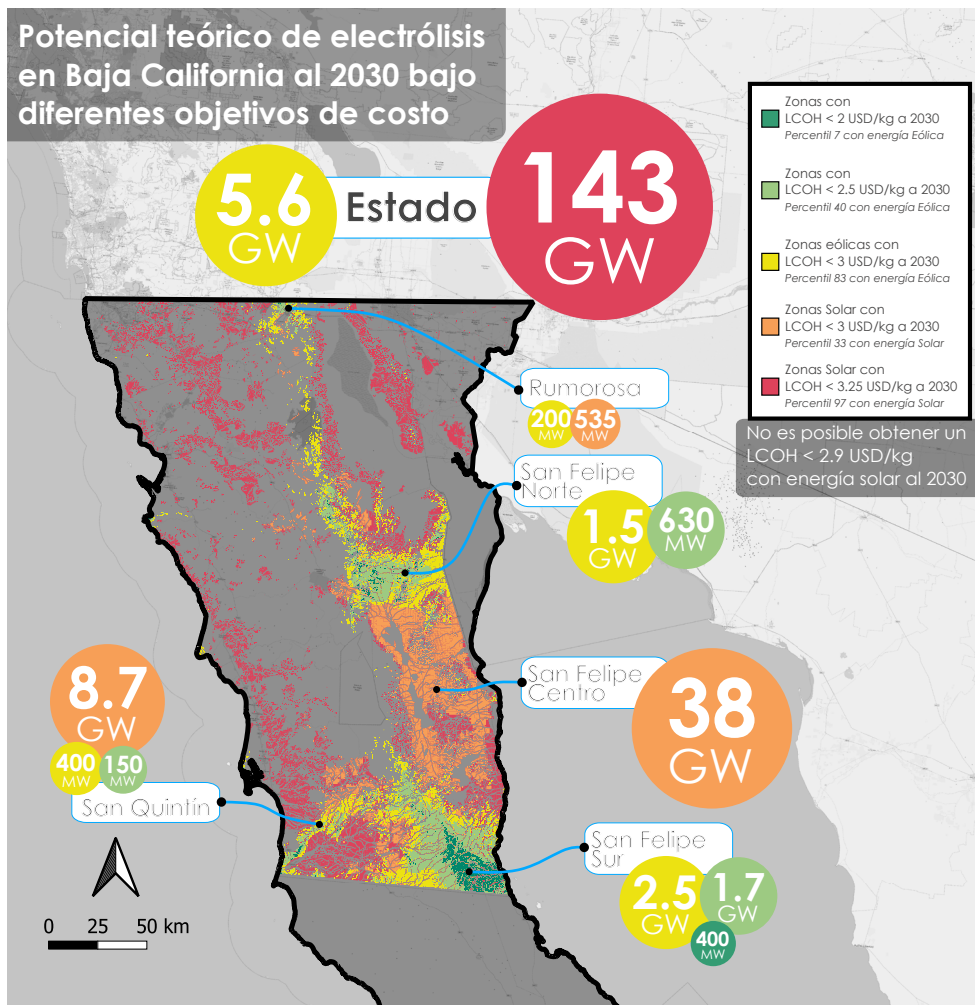 Potencial teórico de electrólisis
en Baja California al 2030 bajo
diferentes objetivos de costo
5.6
GW
Estado
143
GW
Zonas con
LCOH < 2 USD/kg a 2030
Percentil 7 con energía Eólica
Zonas con
LCOH < 2.5 USD/kg a 2030
Percentil 40 con energía Eólica
Zonas eólicas con
LCOH < 3 USD/kg a 2030
Percentil 83 con energía Eólica
Zonas Solar con
LCOH < 3 USD/kg a 2030
Percentil 33 con energía Solar
Zonas Solar con
LCOH < 3.25 USD/kg a 2030
Percentil 97 con energía Solar
No es posible obtener un
LCOH < 2.9 USD/kg
con energía solar al 2030
Rumorosa
200
MW
535
MW
San Felipe
Norte
1.5
GW
630
MW
San Felipe
Centro
38
GW
8.7
GW
400
MW
150
MW
San Quintín
San Felipe
Sur
2.5
GW
1.7
GW
400
MW
0 25 50 km